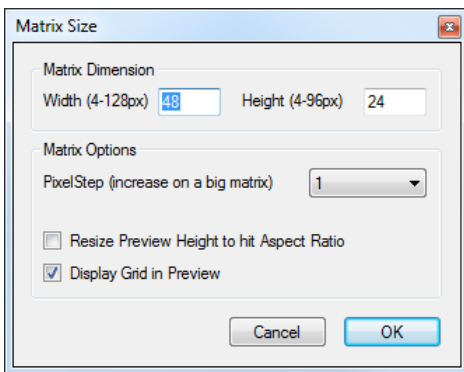 Matrix Size
Matrix Dimension
Width (4-128px) 48 Height (4-96px) 24
Matrix Options
PixelStep (increase on a big matrix) 1
Resize Preview Height to hit Aspect Ratio
Display Grid in Preview
Cancel OK